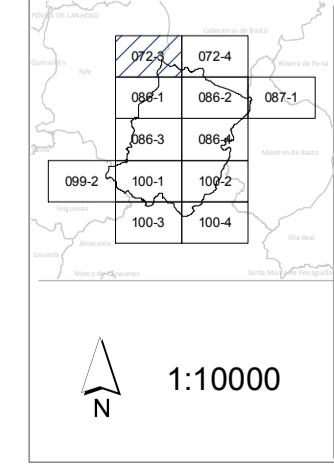 PÓVOA DE LANHOSO
Cabeceiras de Basto
072-3 072-4
Guimarães
Fafe
Ribeira de Pena
086-1 086-2 087-1
086-3 086-4
Mondim de Basto
099-2 100-1 100-2
Felgueiras
100-3 100-4
Vila Real
Amarante
Lousada
Marco de Canaveses
Santa Marta de Penaguião
N
1:10000